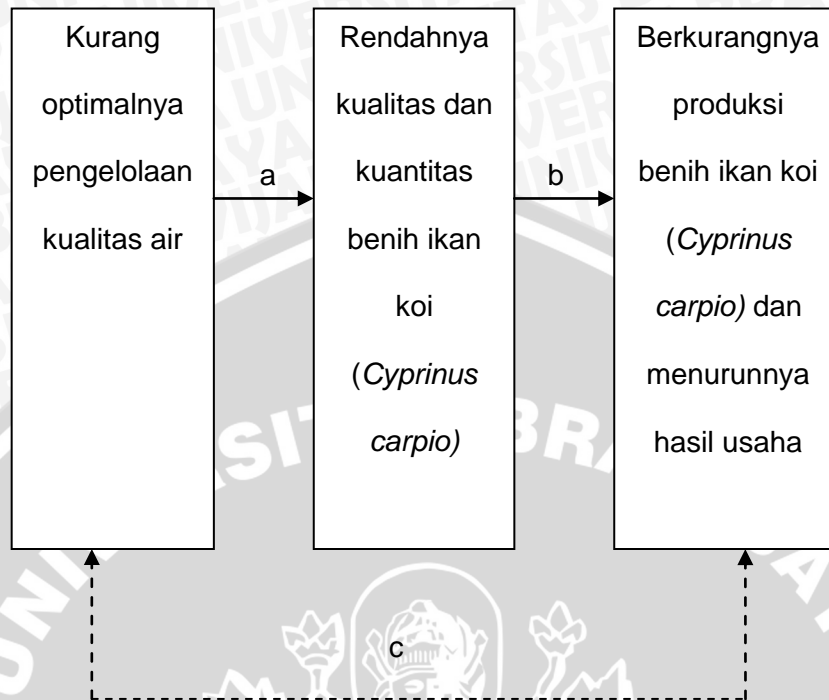 Kurang
optimalnya
pengelolaan
kualitas air
a
Rendahnya
kualitas dan
kuantitas
benih ikan
koi
(Cyprinus
carpio)
b
Berkurangnya
produksi
benih ikan koi
(Cyprinus
carpio) dan
menurunnya
hasil usaha
c